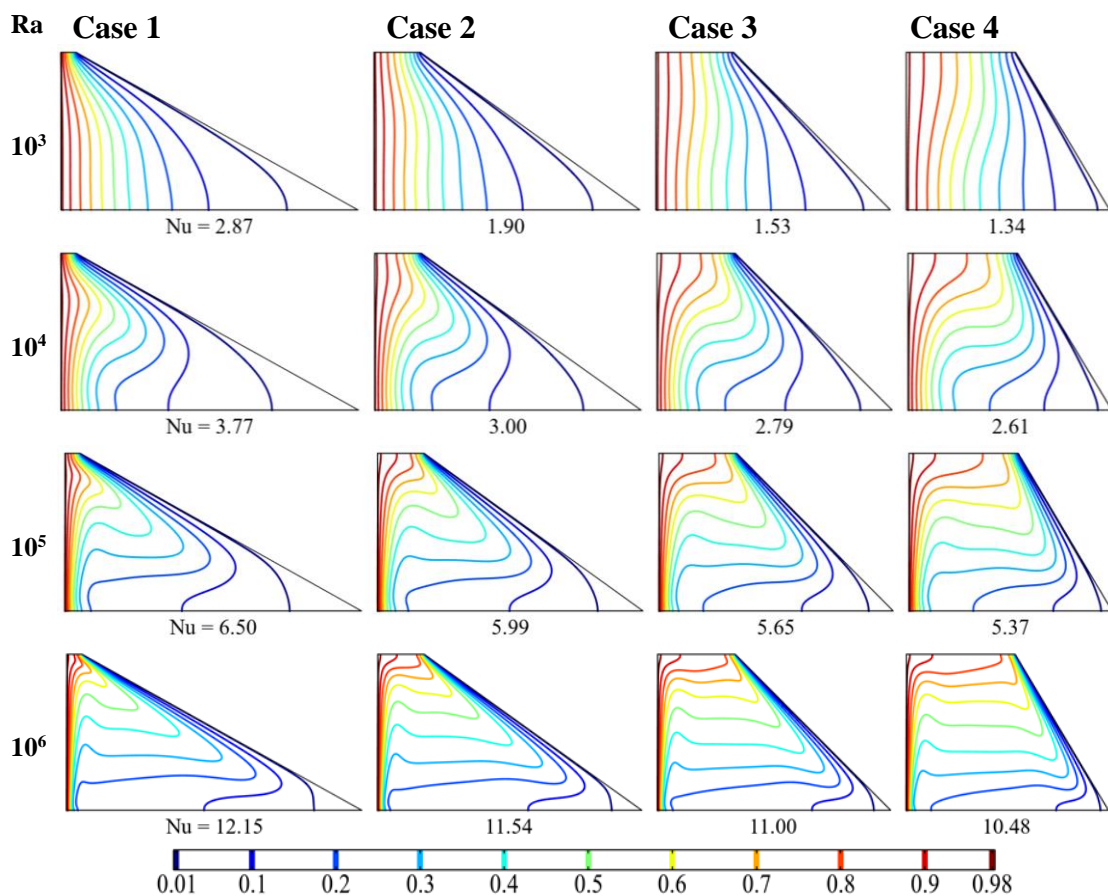 Ra Case 1 Case 2 Case 3 Case 4
10³
Nu = 2.87 1.90 1.53 1.34
10⁴
Nu = 3.77 3.00 2.79 2.61
10⁵
Nu = 6.50 5.99 5.65 5.37
10⁶
Nu = 12.15 11.54 11.00 10.48
0.01 0.1 0.2 0.3 0.4 0.5 0.6 0.7 0.8 0.9 0.98